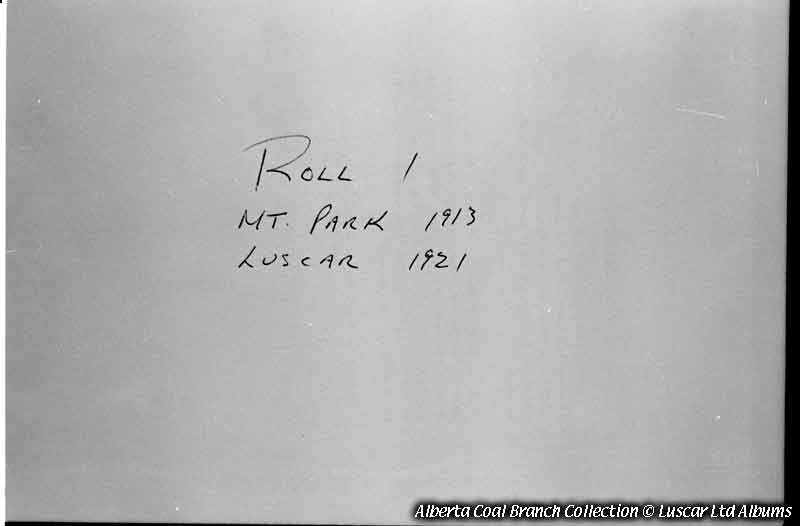 ROLL 1
MT. PARK 1913
LUSCAR 1921
Alberta Coal Branch Collection © Luscar Ltd Albums